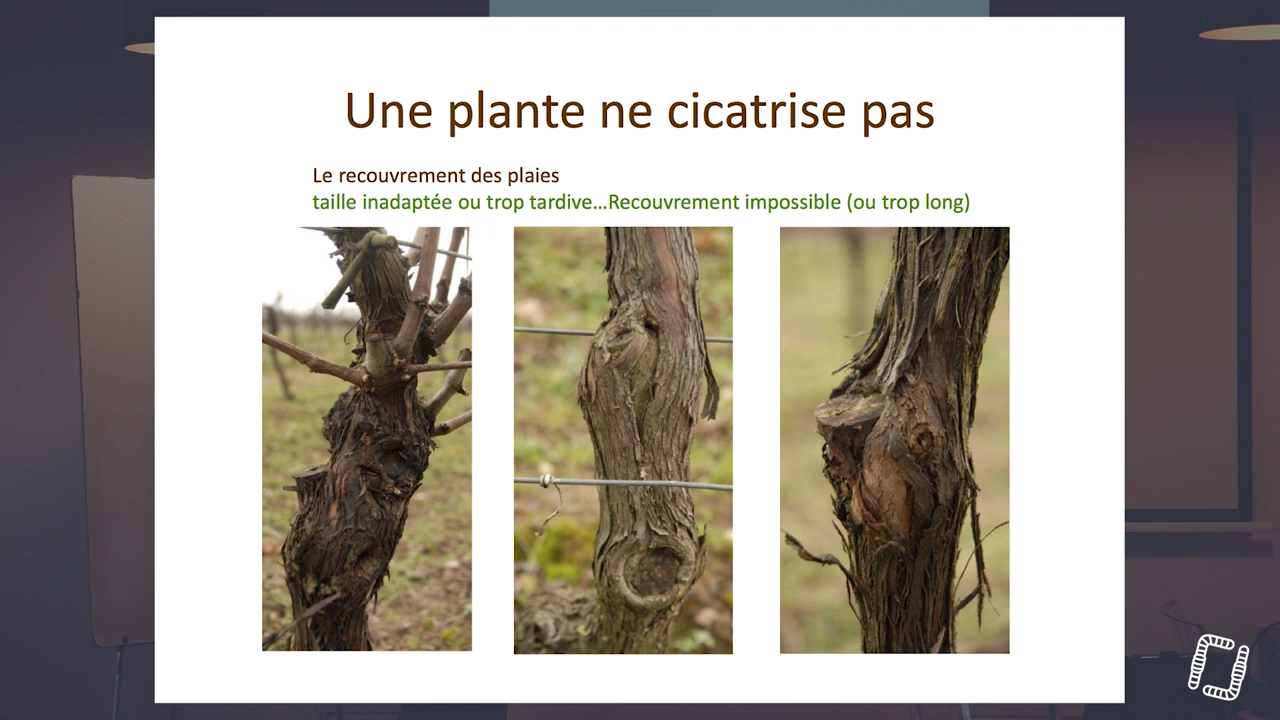 Une plante ne cicatrise pas
Le recouvrement des plaies
taille inadaptée ou trop tardive...Recouvrement impossible (ou trop long)